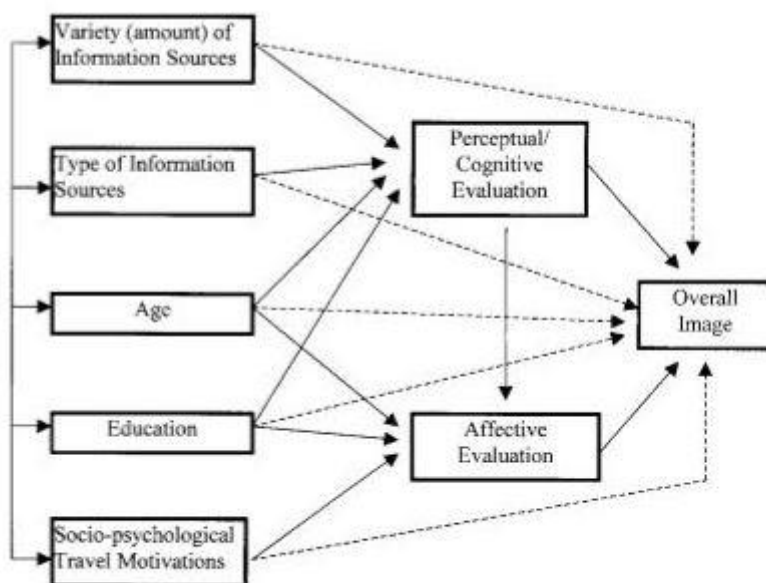 Variety (amount) of
Information Sources
Type of Information
Sources
Age
Education
Socio-psychological
Travel Motivations
Perceptual/
Cognitive
Evaluation
Affective
Evaluation
Overall
Image